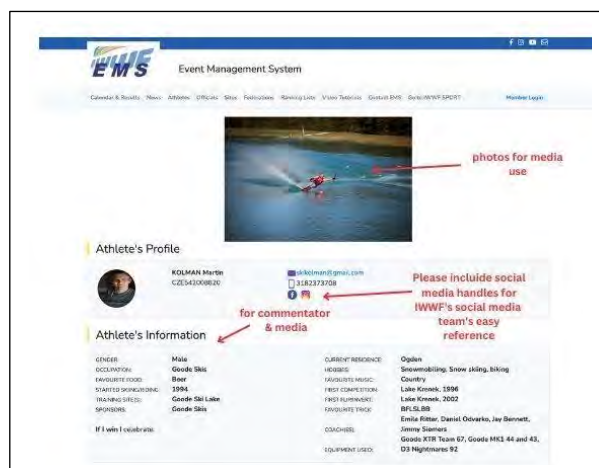 EMS
Event Management System
Calendar & Results News Athletes Officials Sites Federations Ranking Lists Video Tutorials Contact EMS Go to IWWF SPORT Member Login
photos for media
use
Athlete's Profile
KOLMAN Martin
skikolman@gmail.com
3182373708
Please incluide social
media handles for
IWWF's social media
team's easy
reference
for commentator
& media
Athlete's Information
GENDER: Male
OCCUPATION: Goode Skis
FAVOURITE FOOD: Beer
STARTED SKIING/RIDING: 1994
TRAINING SITE(S): Goode Ski Lake
SPONSORS: Goode Skis
If I win I celebrate:
CURRENT RESIDENCE: Ogden
HOBBIES: Snowmobiling, Snow skiing, biking
FAVOURITE MUSIC: Country
FIRST COMPETITION: Lake Kronek, 1996
FIRST PODIUM: Lake Kronek, 2002
FAVOURITE TRICK: BFLSLBB
Emile Ritter, Daniel Odvarko, Jay Bennett,
COACH(ES): Jimmy Siemers
Goode XTR Team 67, Goode MK1 44 and 43,
EQUIPMENT USED: D3 Nightmares 92